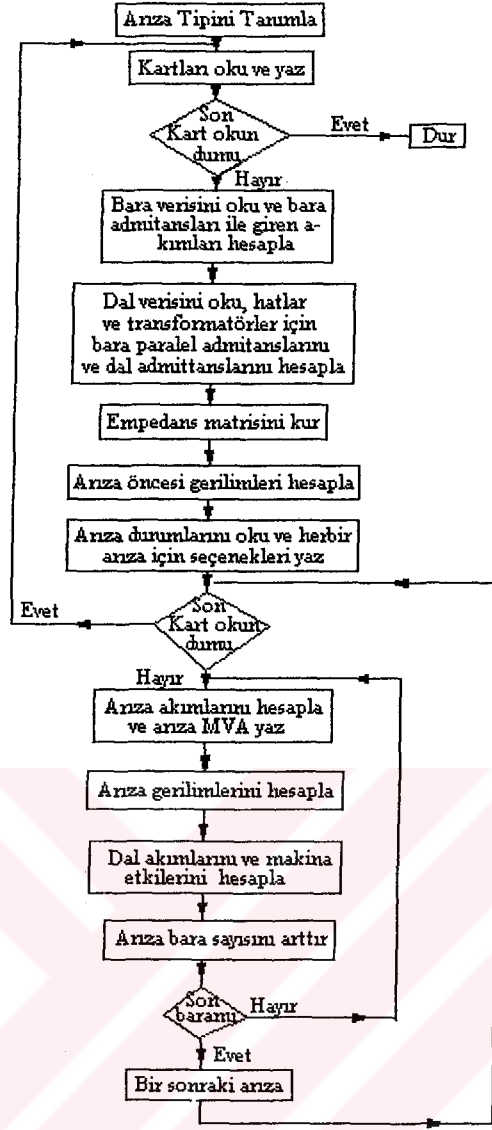 Arıza Tipini Tanımla
Kartları oku ve yaz
Son
Kart okun
dumu
Evet
Dur
Hayır
Bara verisini oku ve bara
admitansları ile giren a-
kımları hesapla
Dal verisini oku, hatlar
ve transformatörler için
bara paralel admitanslarını
ve dal admittanslarını hesapla
Empedans matrisini kur
Arıza öncesi gerilimleri hesapla
Arıza durumlarını oku ve herbir
arıza için seçenekleri yaz
Evet
Son
Kart okun
dumu
Hayır
Arıza akımlarını hesapla
ve arıza MVA yaz
Arıza gerilimlerini hesapla
Dal akımlarını ve makina
etkilerini hesapla
Arıza bara sayısını arttır
Son
baramı
Hayır
Evet
Bir sonraki arıza